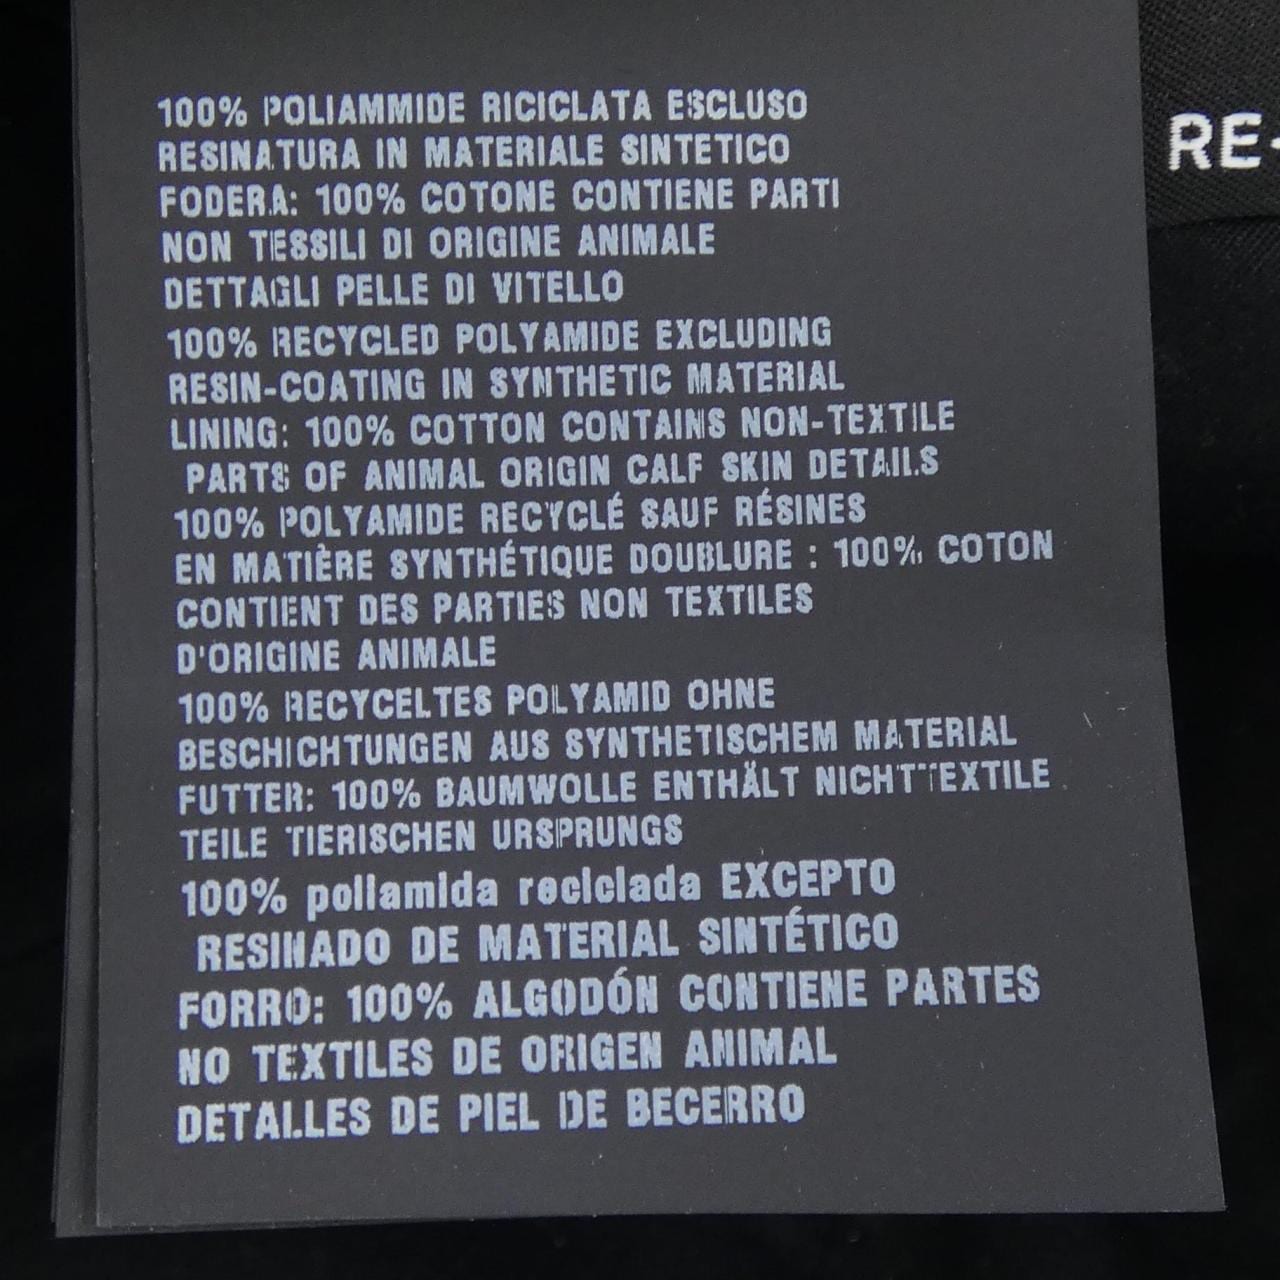 100% POLIAMMIDE RICICLATA ESCLUSO
RESINATURA IN MATERIALE SINTETICO
FODERA: 100% COTONE CONTIENE PARTI
NON TESSILI DI ORIGINE ANIMALE
DETTAGLI PELLE DI VITELLO
100% RECYCLED POLYAMIDE EXCLUDING
RESIN-COATING IN SYNTHETIC MATERIAL
LINING: 100% COTTON CONTAINS NON-TEXTILE
PARTS OF ANIMAL ORIGIN CALF SKIN DETAILS
100% POLYAMIDE RECYCLÉ SAUF RÉSINES
EN MATIÈRE SYNTHÉTIQUE DOUBLURE : 100% COTON
CONTIENT DES PARTIES NON TEXTILES
D'ORIGINE ANIMALE
100% RECYCELTES POLYAMID OHNE
BESCHICHTUNGEN AUS SYNTHETISCHEM MATERIAL
FUTTER: 100% BAUMWOLLE ENTHÄLT NICHTTEXTILE
TEILE TIERISCHEN URSPRUNGS
100% poliamida reciclada EXCEPTO
RESINADO DE MATERIAL SINTÉTICO
FORRO: 100% ALGODÓN CONTIENE PARTES
NO TEXTILES DE ORIGEN ANIMAL
DETALLES DE PIEL DE BECERRO
RE-